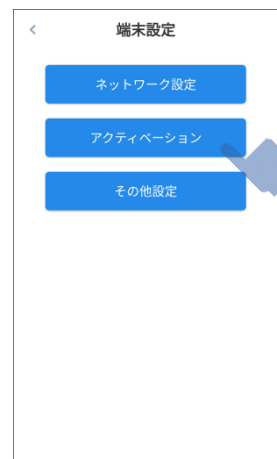 端末設定
ネットワーク設定
アクティベーション
その他設定